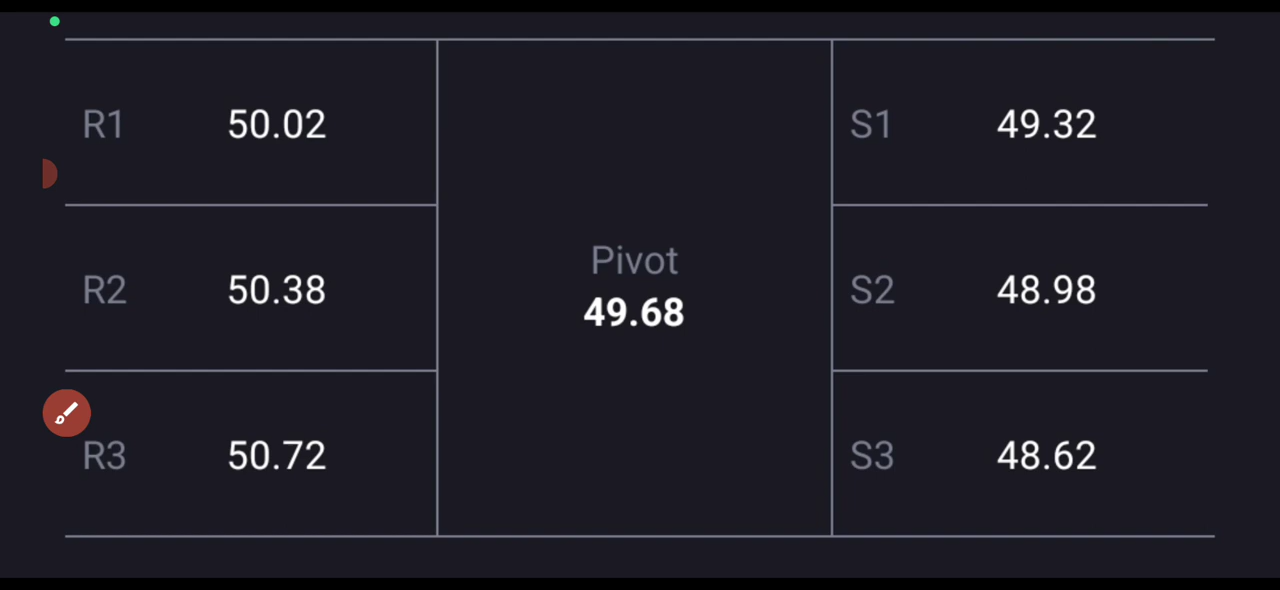 R1 50.02
S1 49.32
Pivot
49.68
R2 50.38
S2 48.98
R3 50.72
S3 48.62